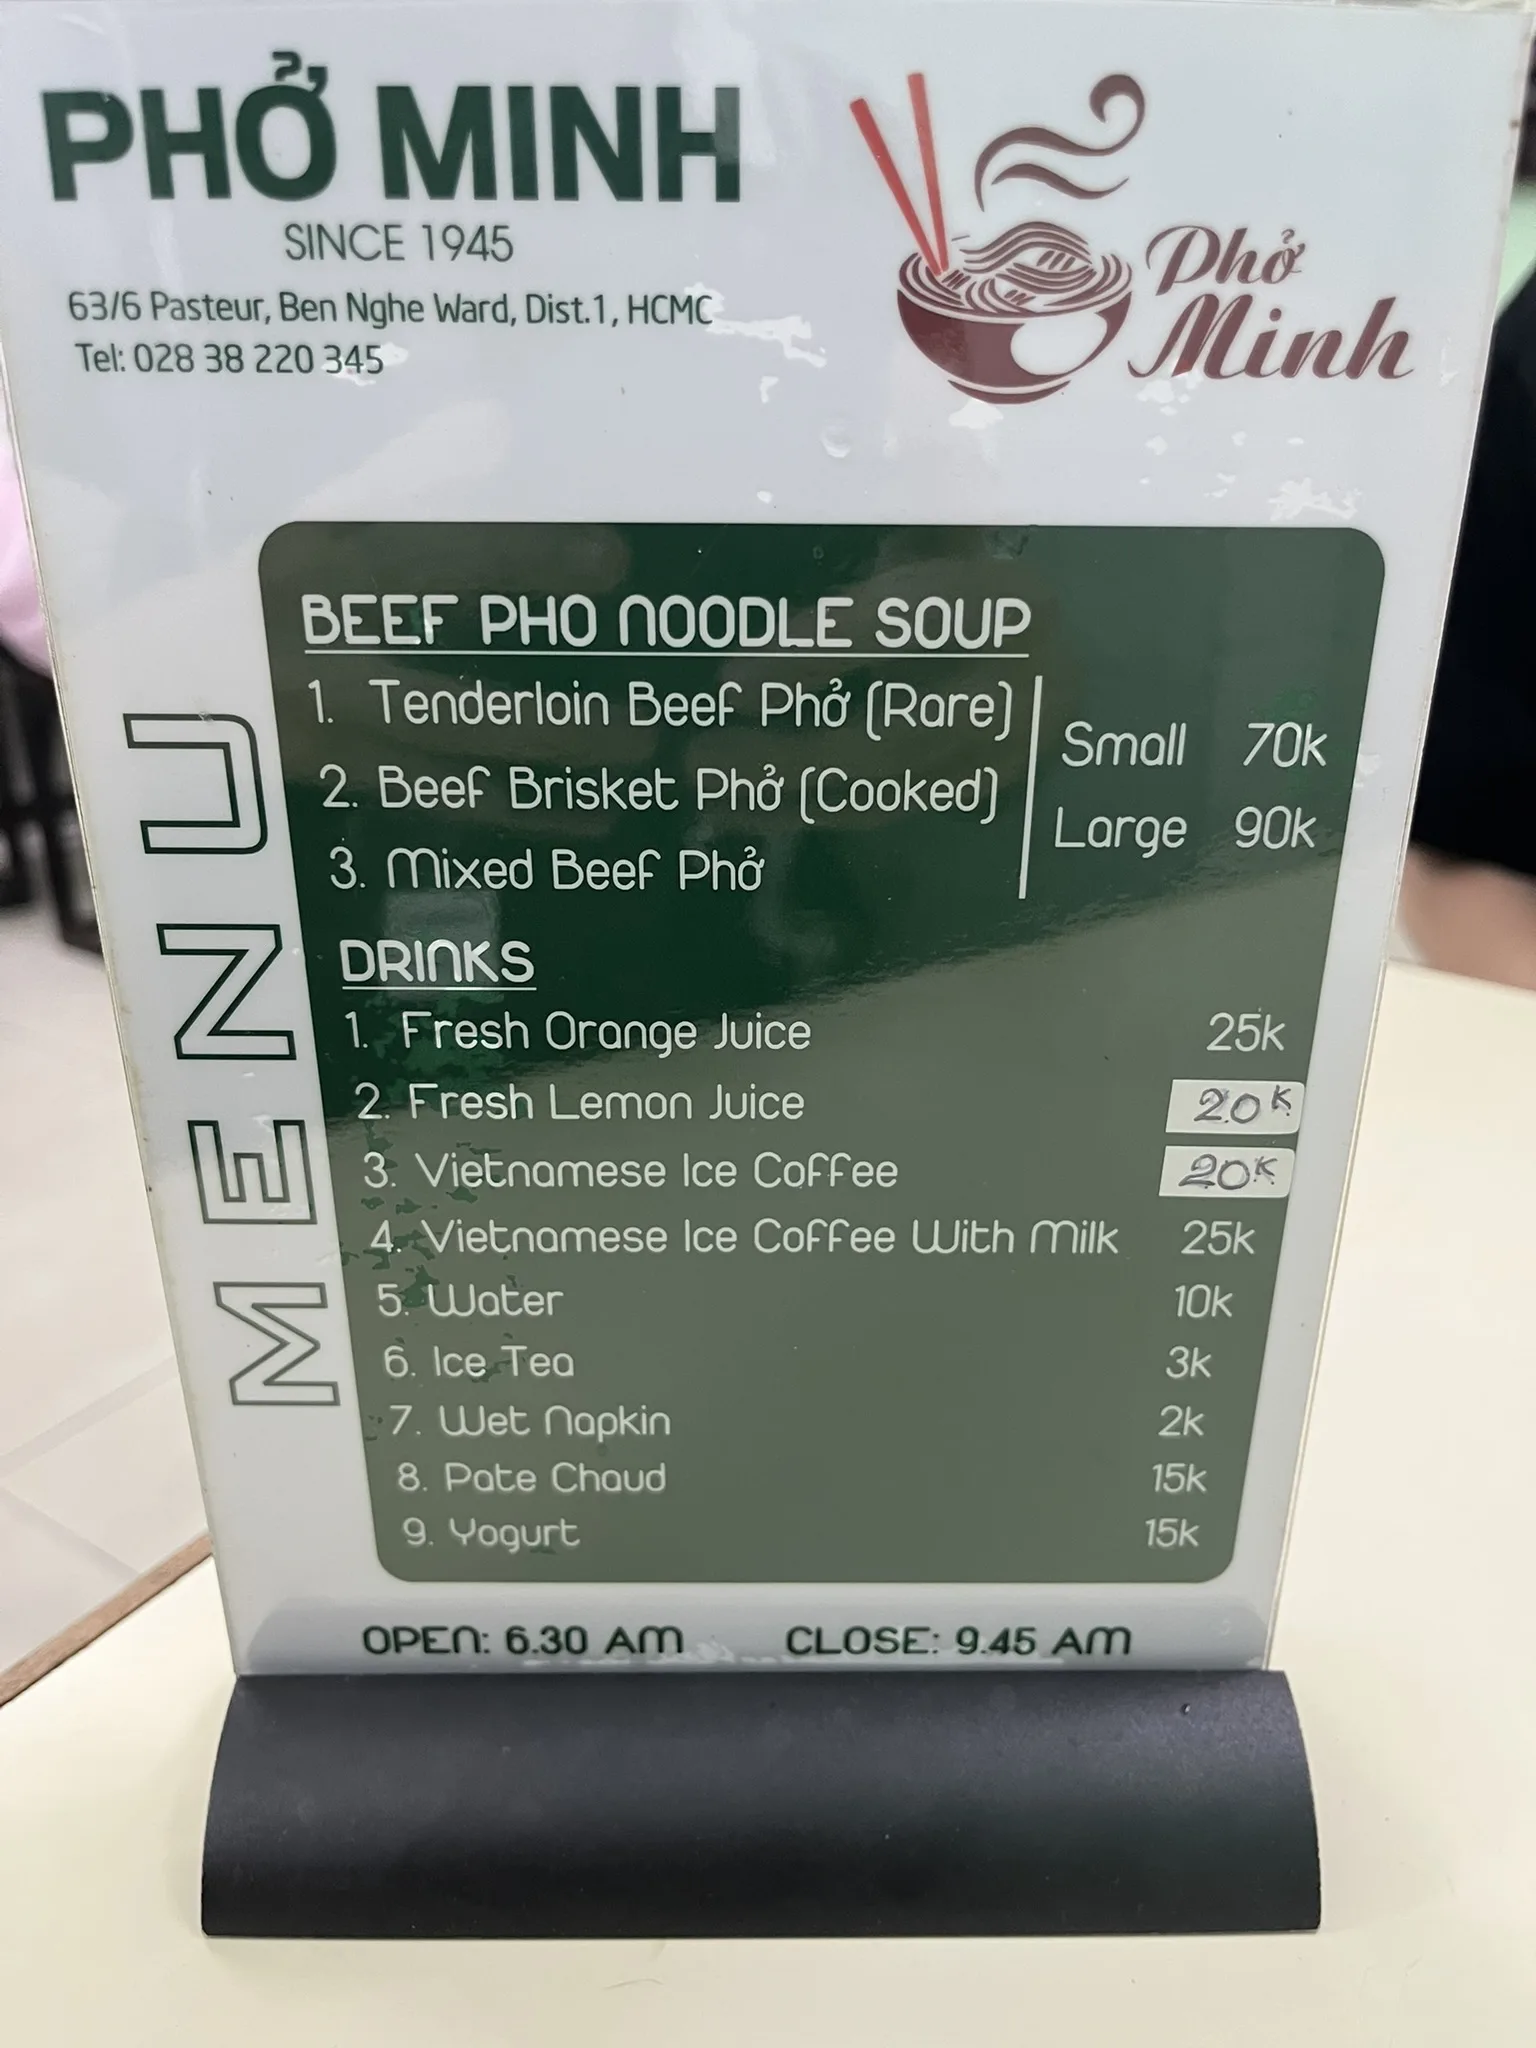 PHỞ MINH
SINCE 1945
63/6 Pasteur, Ben Nghe Ward, Dist.1, HCMC
Tel: 028 38 220 345
Phở
Minh
MENU
BEEF PHO NOODLE SOUP
1. Tenderloin Beef Phở (Rare)
2. Beef Brisket Phở (Cooked)
3. Mixed Beef Phở
Small 70k
Large 90k
DRINKS
1. Fresh Orange Juice 25k
2. Fresh Lemon Juice 20K
3. Vietnamese Ice Coffee 20K
4. Vietnamese Ice Coffee With Milk 25k
5. Water 10k
6. Ice Tea 3k
7. Wet Napkin 2k
8. Pate Chaud 15k
9. Yogurt 15k
OPEN: 6.30 AM CLOSE: 9.45 AM